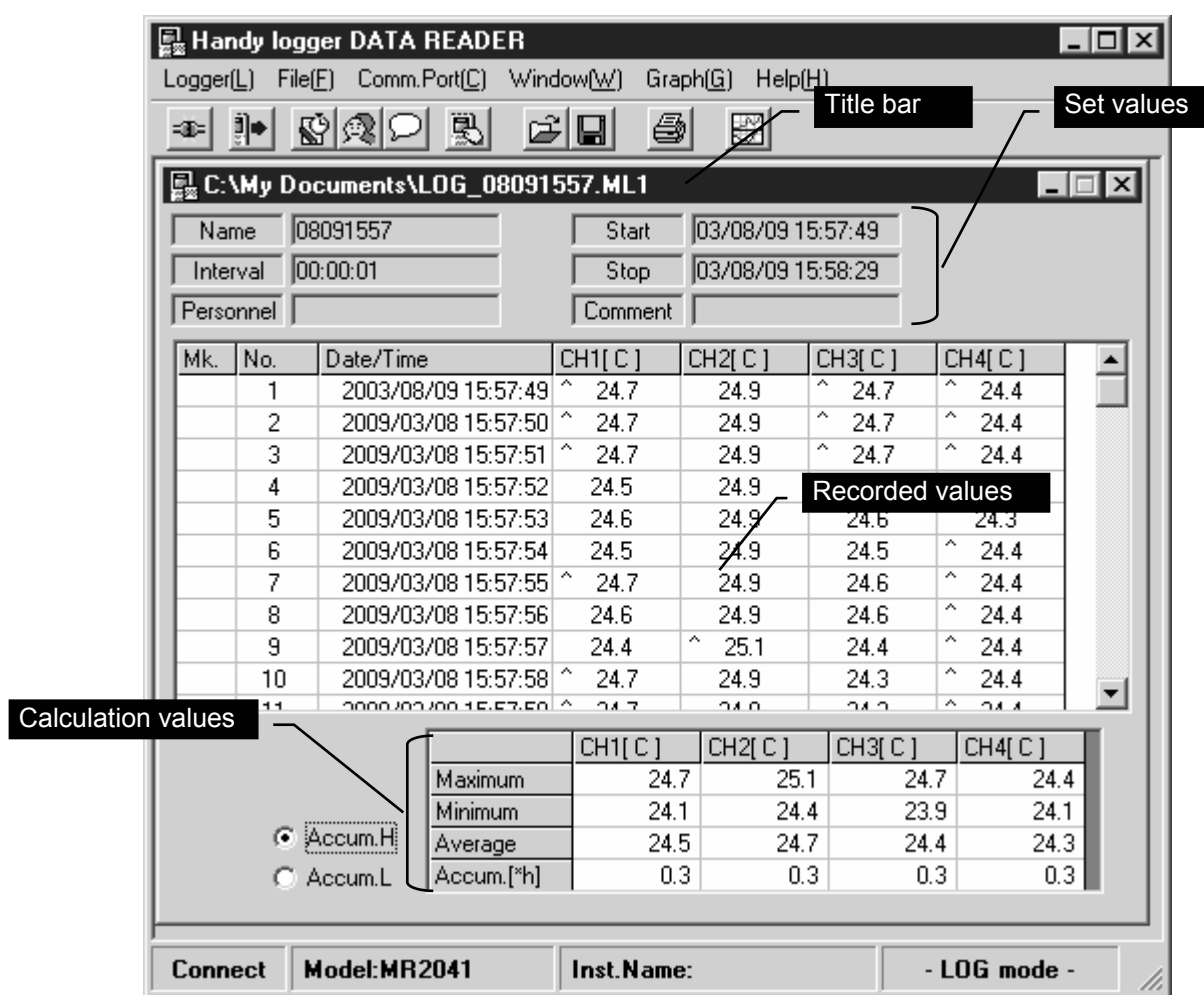 Handy logger DATA READER
Logger(L) File(F) Comm.Port(C) Window(W) Graph(G) Help(H)
Title bar
Set values
C:\My Documents\LOG_08091557.ML1
Name 08091557 Start 03/08/09 15:57:49
Interval 00:00:01 Stop 03/08/09 15:58:29
Personnel Comment
Mk. No. Date/Time CH1[ C ] CH2[ C ] CH3[ C ] CH4[ C ]
1 2003/08/09 15:57:49 ^ 24.7 24.9 ^ 24.7 ^ 24.4
2 2009/03/08 15:57:50 ^ 24.7 24.9 ^ 24.7 ^ 24.4
3 2009/03/08 15:57:51 ^ 24.7 24.9 ^ 24.7 ^ 24.4
4 2009/03/08 15:57:52 24.5 24.9
Recorded values
5 2009/03/08 15:57:53 24.6 24.9 24.6 24.3
6 2009/03/08 15:57:54 24.5 24.9 24.5 ^ 24.4
7 2009/03/08 15:57:55 ^ 24.7 24.9 24.6 ^ 24.4
8 2009/03/08 15:57:56 24.6 24.9 24.6 ^ 24.4
9 2009/03/08 15:57:57 24.4 ^ 25.1 24.4 ^ 24.4
10 2009/03/08 15:57:58 ^ 24.7 24.9 24.3 ^ 24.4
Calculation values
CH1[ C ] CH2[ C ] CH3[ C ] CH4[ C ]
Maximum 24.7 25.1 24.7 24.4
Minimum 24.1 24.4 23.9 24.1
Accum.H Average 24.5 24.7 24.4 24.3
Accum.L Accum.[*h] 0.3 0.3 0.3 0.3
Connect Model:MR2041 Inst.Name: - LOG mode -